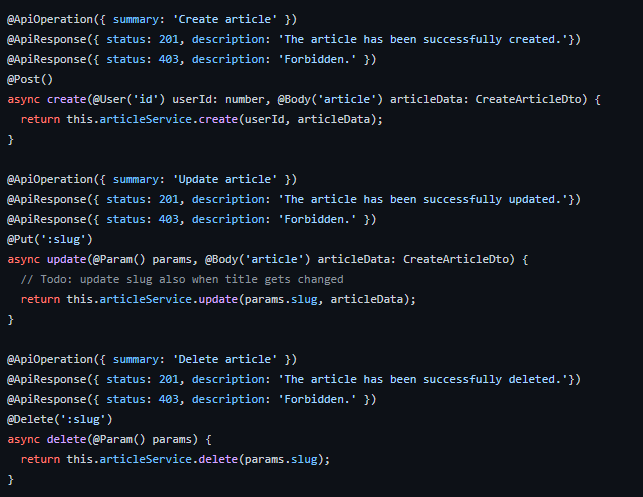 @ApiOperation({ summary: 'Create article' })
@ApiResponse({ status: 201, description: 'The article has been successfully created.'})
@ApiResponse({ status: 403, description: 'Forbidden.' })
@Post()
async create(@User('id') userId: number, @Body('article') articleData: CreateArticleDto) {
  return this.articleService.create(userId, articleData);
}

@ApiOperation({ summary: 'Update article' })
@ApiResponse({ status: 201, description: 'The article has been successfully updated.'})
@ApiResponse({ status: 403, description: 'Forbidden.' })
@Put(':slug')
async update(@Param() params, @Body('article') articleData: CreateArticleDto) {
  // Todo: update slug also when title gets changed
  return this.articleService.update(params.slug, articleData);
}

@ApiOperation({ summary: 'Delete article' })
@ApiResponse({ status: 201, description: 'The article has been successfully deleted.'})
@ApiResponse({ status: 403, description: 'Forbidden.' })
@Delete(':slug')
async delete(@Param() params) {
  return this.articleService.delete(params.slug);
}